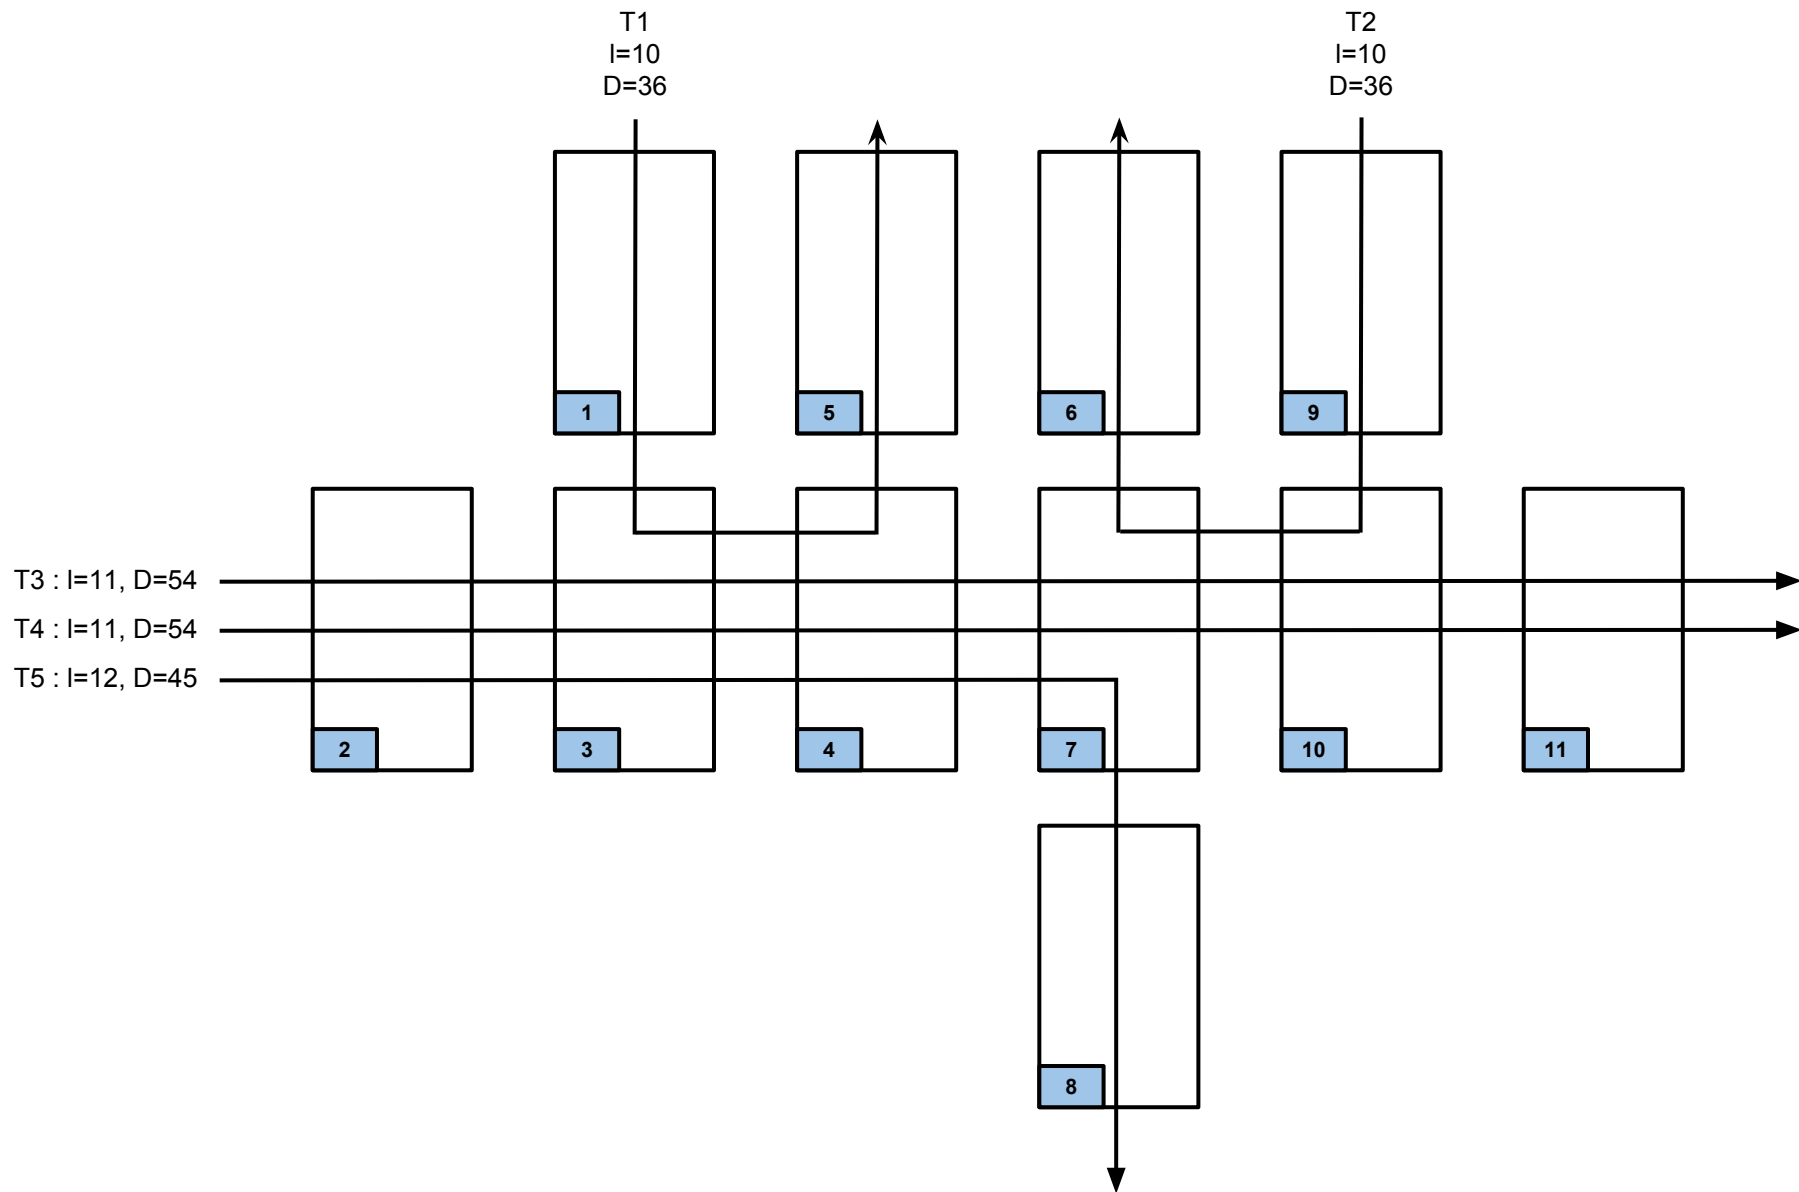 T1
I=10
D=36
T2
I=10
D=36
1
5
6
9
T3 : I=11, D=54
T4 : I=11, D=54
T5 : I=12, D=45
2
3
4
7
10
11
8